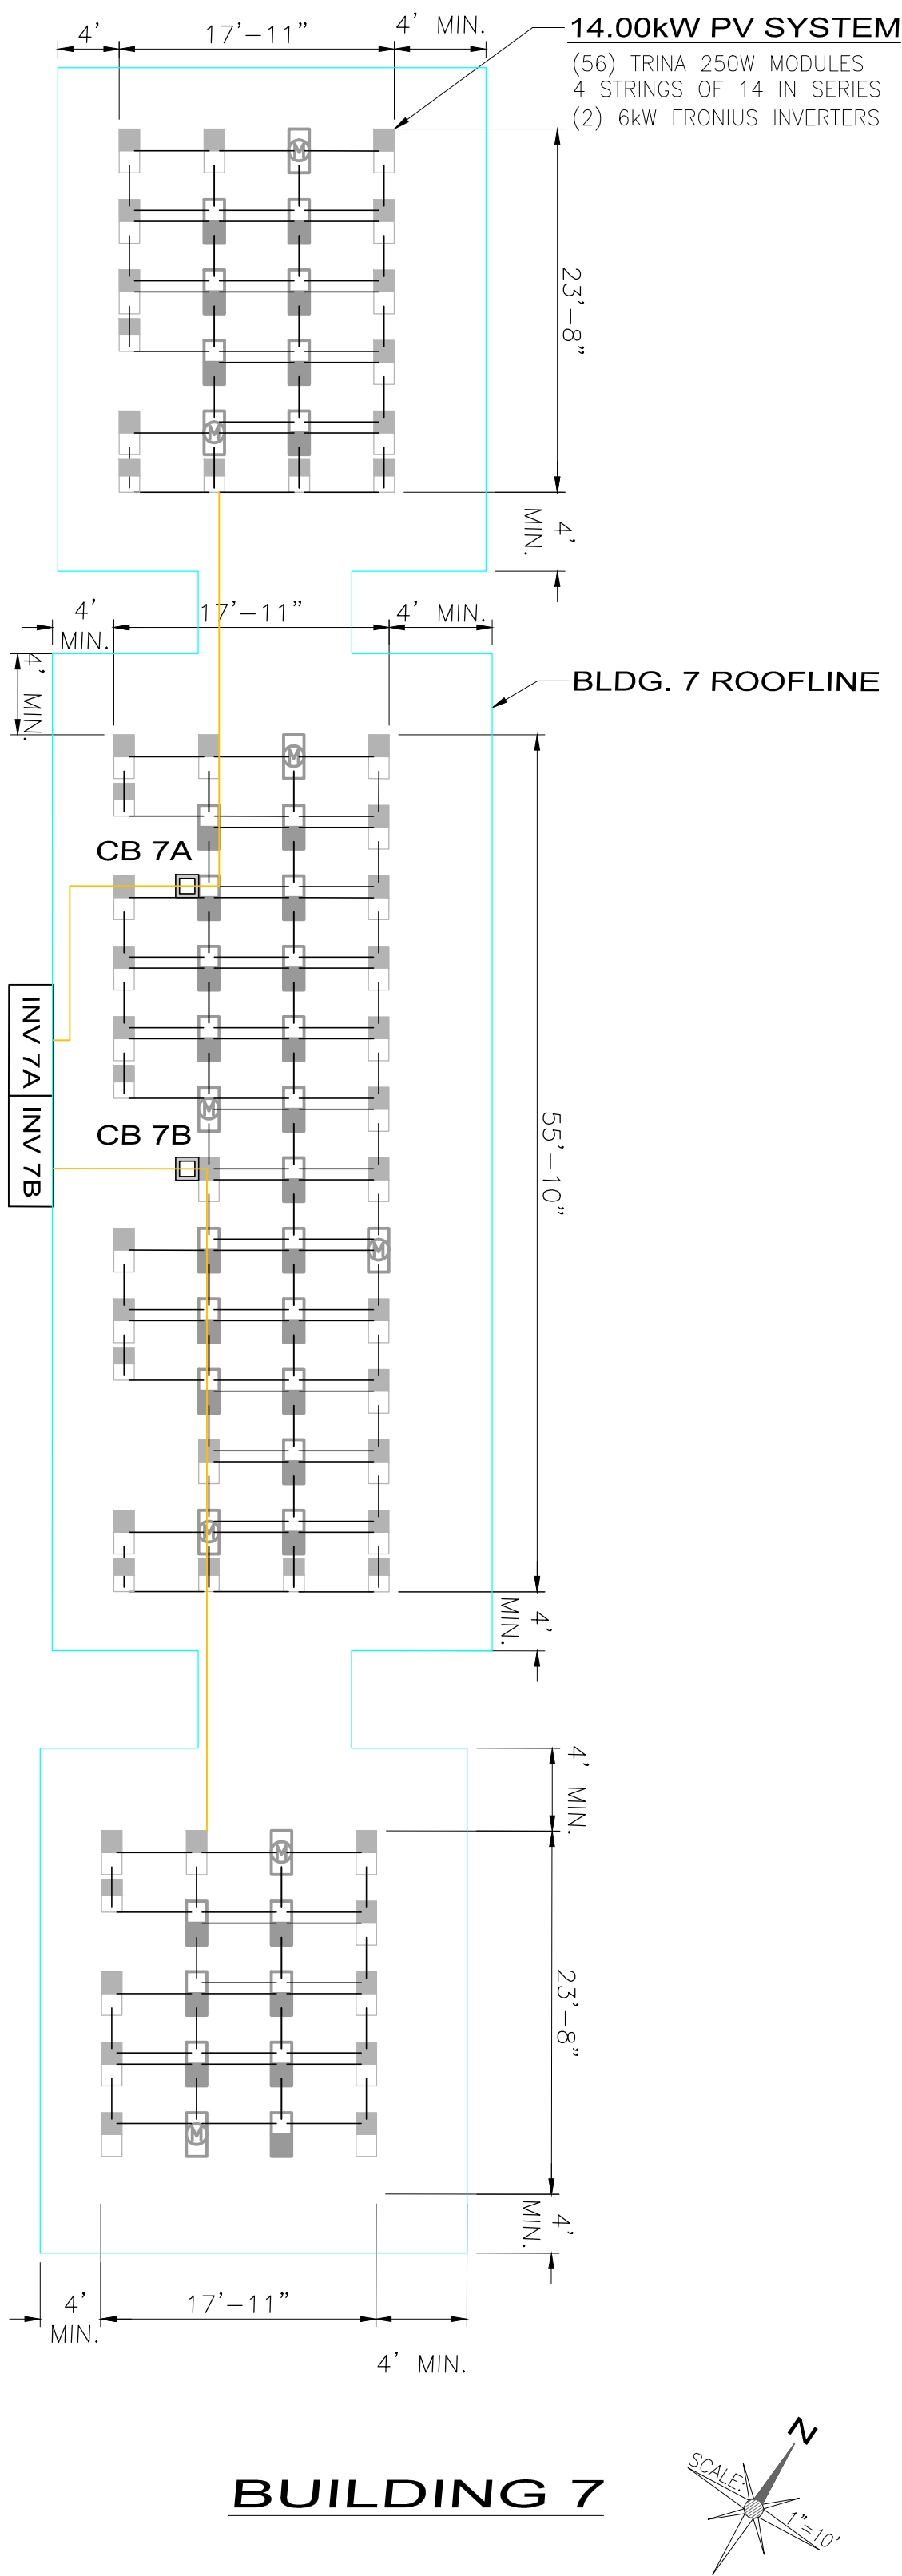 4'
17'-11"
4' MIN.
14.00kW PV SYSTEM
(56) TRINA 250W MODULES
4 STRINGS OF 14 IN SERIES
(2) 6kW FRONIUS INVERTERS
M
23'-8"
M
4'
MIN.
4'
MIN.
17'-11"
4' MIN.
4' MIN.
BLDG. 7 ROOFLINE
M
CB 7A
INV 7A
INV 7B
M
CB 7B
55'-10"
M
M
4'
MIN.
4' MIN.
M
23'-8"
M
4'
MIN.
4'
MIN.
17'-11"
4' MIN.
N
SCALE:
1"=10'
BUILDING 7